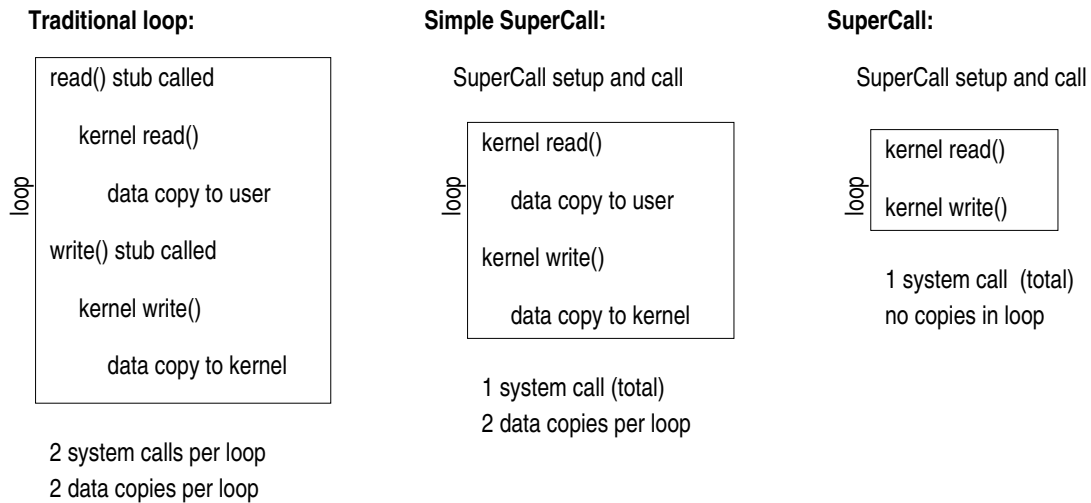 Traditional loop:
loop
read() stub called
kernel read()
data copy to user
write() stub called
kernel write()
data copy to kernel
2 system calls per loop
2 data copies per loop
Simple SuperCall:
SuperCall setup and call
loop
kernel read()
data copy to user
kernel write()
data copy to kernel
1 system call (total)
2 data copies per loop
SuperCall:
SuperCall setup and call
loop
kernel read()
kernel write()
1 system call (total)
no copies in loop